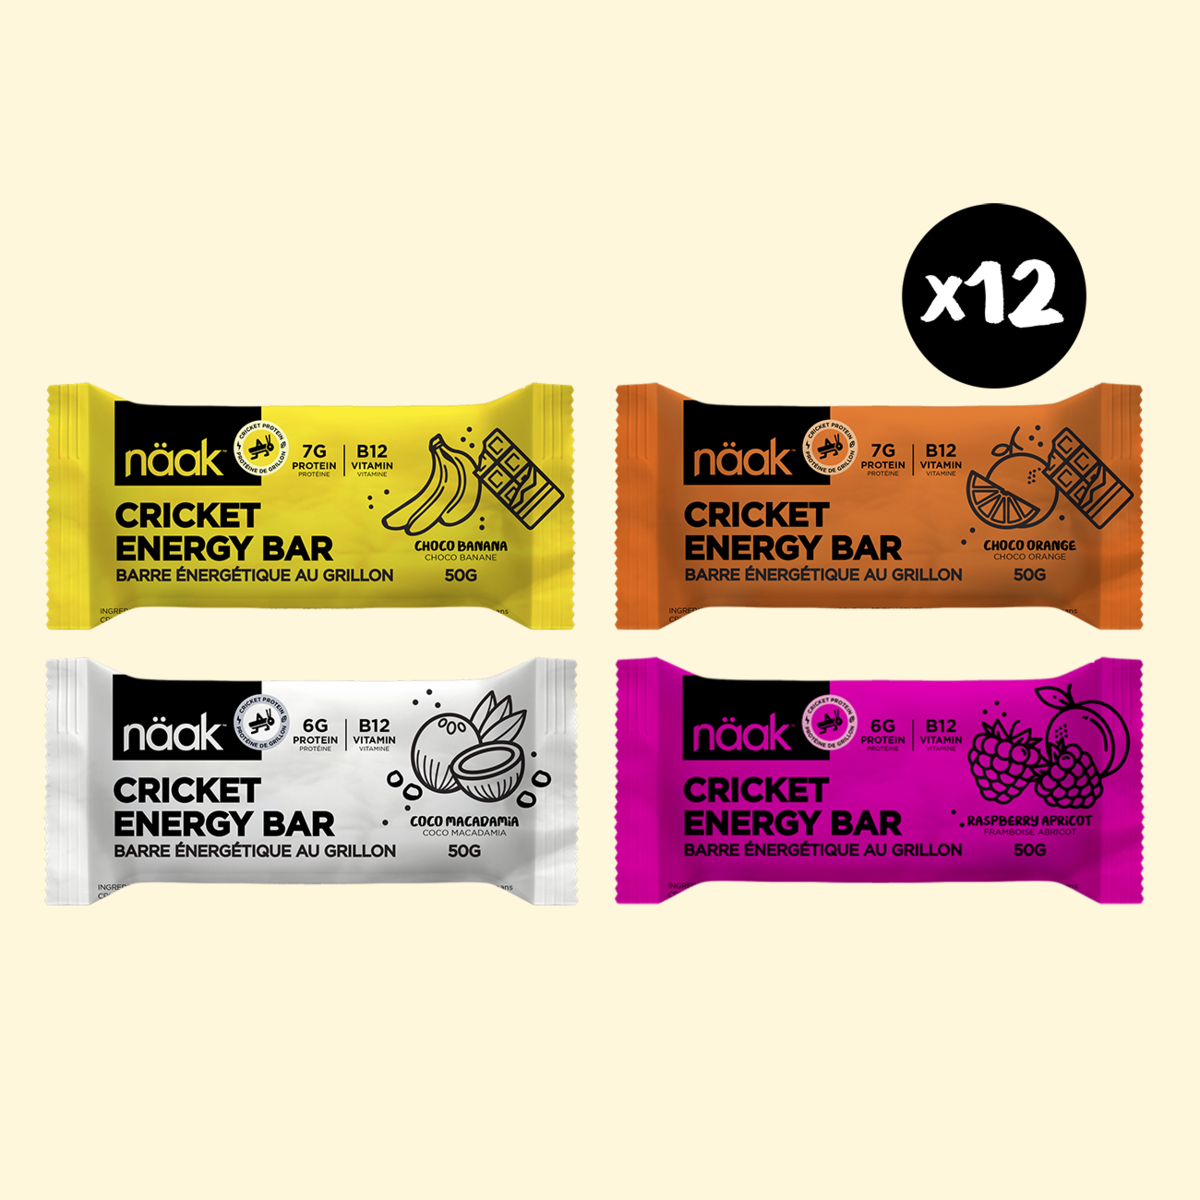 x12
näak
CRICKET PROTEIN
PROTÉINE DE GRILLON
7G
PROTEIN
PROTÉINE
B12
VITAMIN
VITAMINE
CRICKET
ENERGY BAR
BARRE ÉNERGÉTIQUE AU GRILLON
CHOCO BANANA
CHOCO BANANE
50G
näak
CRICKET PROTEIN
PROTÉINE DE GRILLON
7G
PROTEIN
PROTÉINE
B12
VITAMIN
VITAMINE
CRICKET
ENERGY BAR
BARRE ÉNERGÉTIQUE AU GRILLON
CHOCO ORANGE
CHOCO ORANGE
50G
näak
CRICKET PROTEIN
PROTÉINE DE GRILLON
6G
PROTEIN
PROTÉINE
B12
VITAMIN
VITAMINE
CRICKET
ENERGY BAR
BARRE ÉNERGÉTIQUE AU GRILLON
COCO MACADAMIA
COCO MACADAMIA
50G
näak
CRICKET PROTEIN
PROTÉINE DE GRILLON
6G
PROTEIN
PROTÉINE
B12
VITAMIN
VITAMINE
CRICKET
ENERGY BAR
BARRE ÉNERGÉTIQUE AU GRILLON
RASPBERRY APRICOT
FRAMBOISE ABRICOT
50G